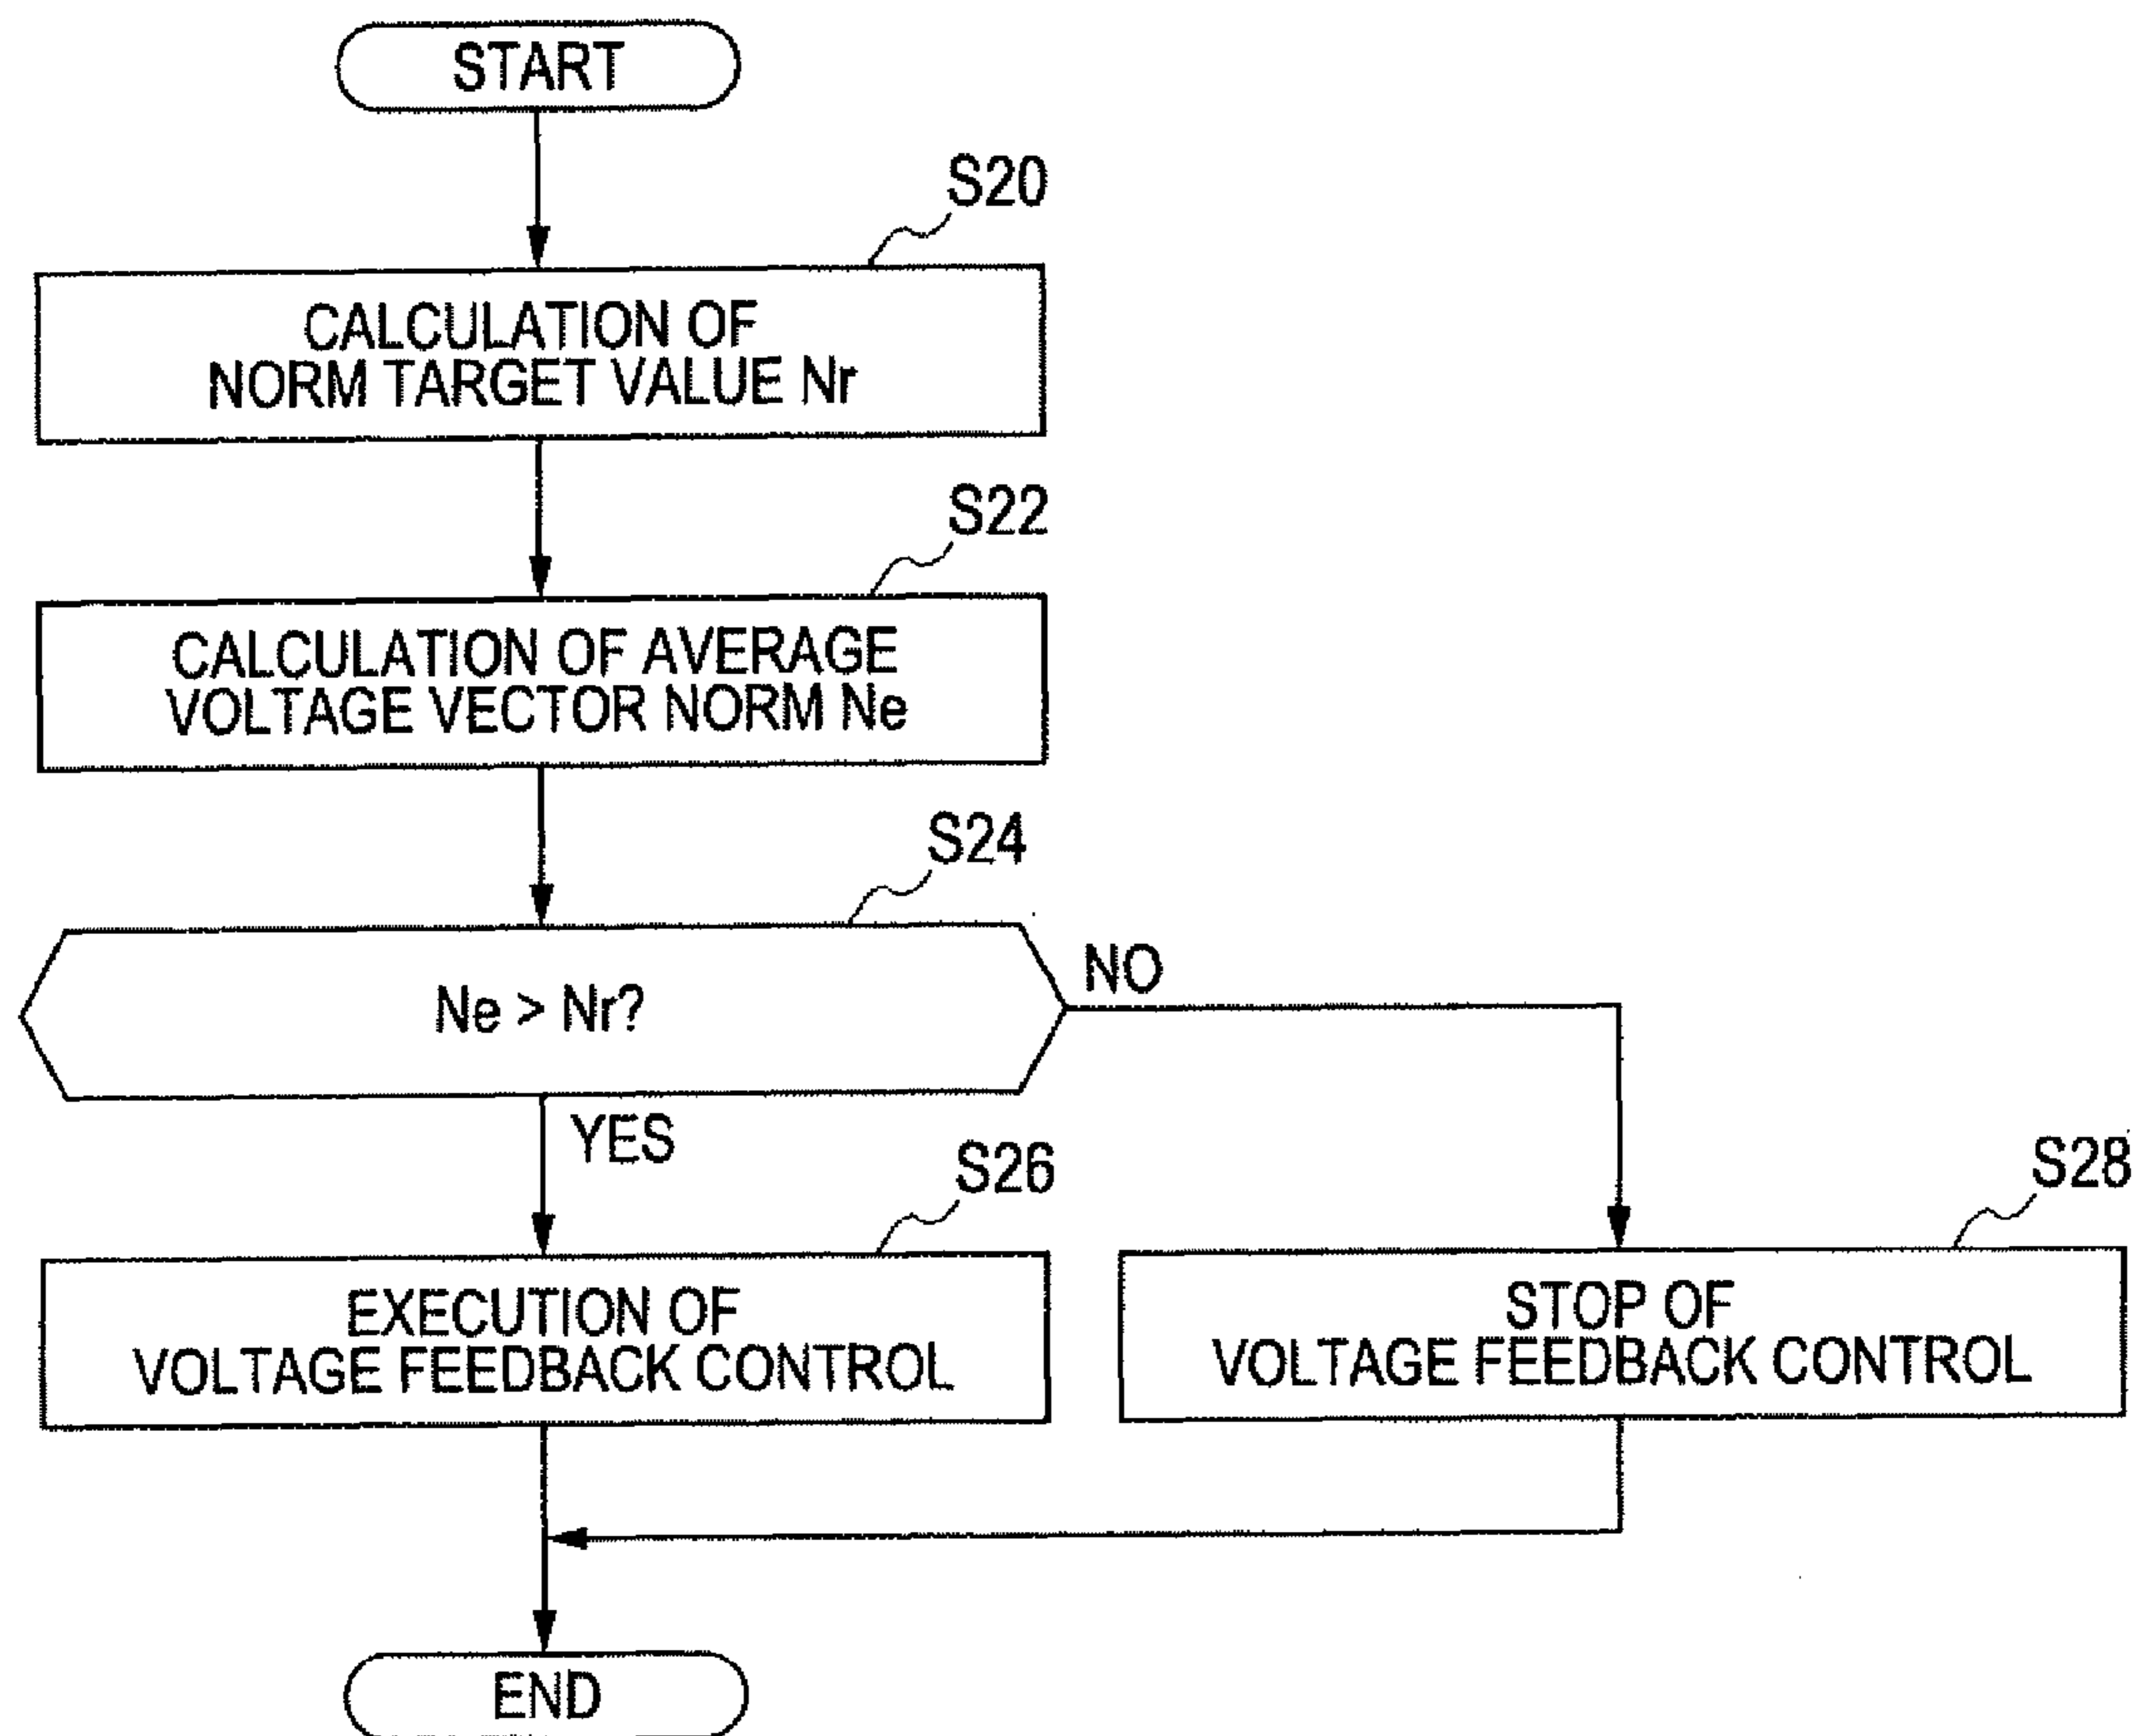 START
S20
CALCULATION OF
NORM TARGET VALUE Nr
S22
CALCULATION OF AVERAGE
VOLTAGE VECTOR NORM Ne
S24
Ne > Nr?
NO
YES
S26
EXECUTION OF
VOLTAGE FEEDBACK CONTROL
S28
STOP OF
VOLTAGE FEEDBACK CONTROL
END